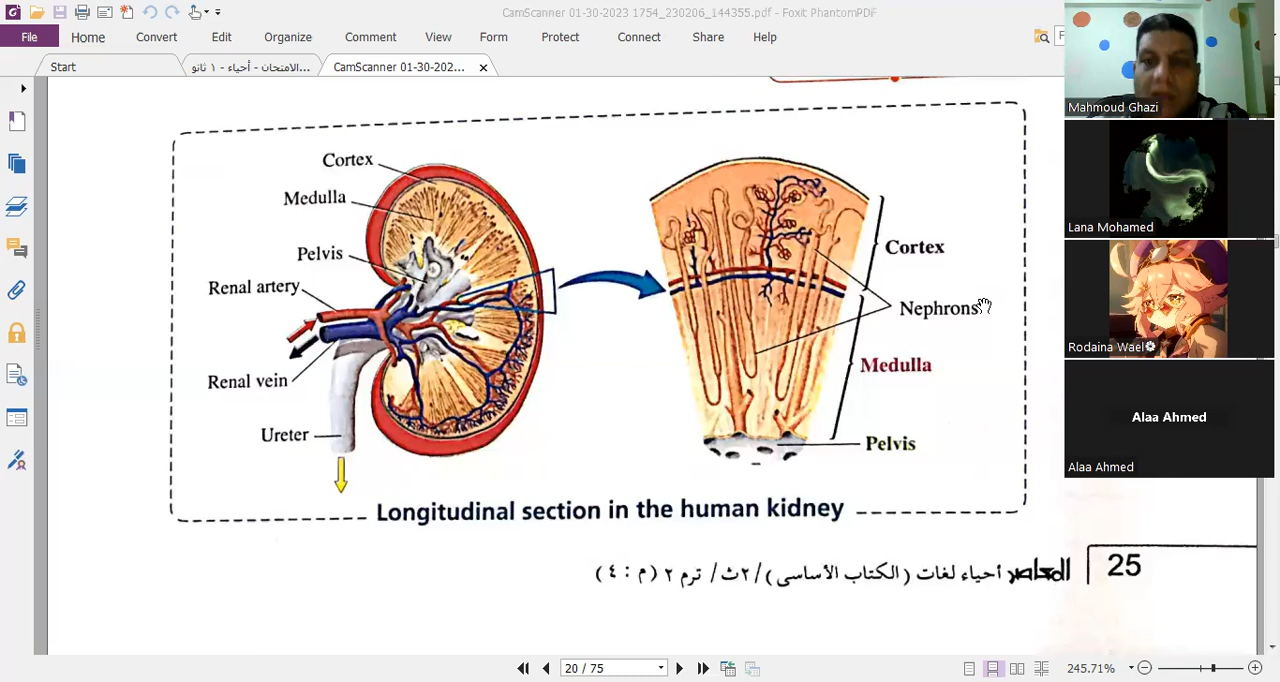 CamScanner 01-30-2023 1754_230206_144355.pdf - Foxit PhantomPDF
File Home Convert Edit Organize Comment View Form Protect Connect Share Help
Start
الامتحان - أحياء - ١ ثانو...
CamScanner 01-30-202...
Mahmoud Ghazi
Lana Mohamed
Rodaina Wael
Alaa Ahmed
Alaa Ahmed
Cortex
Medulla
Pelvis
Renal artery
Renal vein
Ureter
Cortex
Nephrons
Medulla
Pelvis
Longitudinal section in the human kidney
المعاصر أحياء لغات (الكتاب الأساسى) / ٢ث / ترم ٢ (م : ٤)
25
20 / 75
245.71%